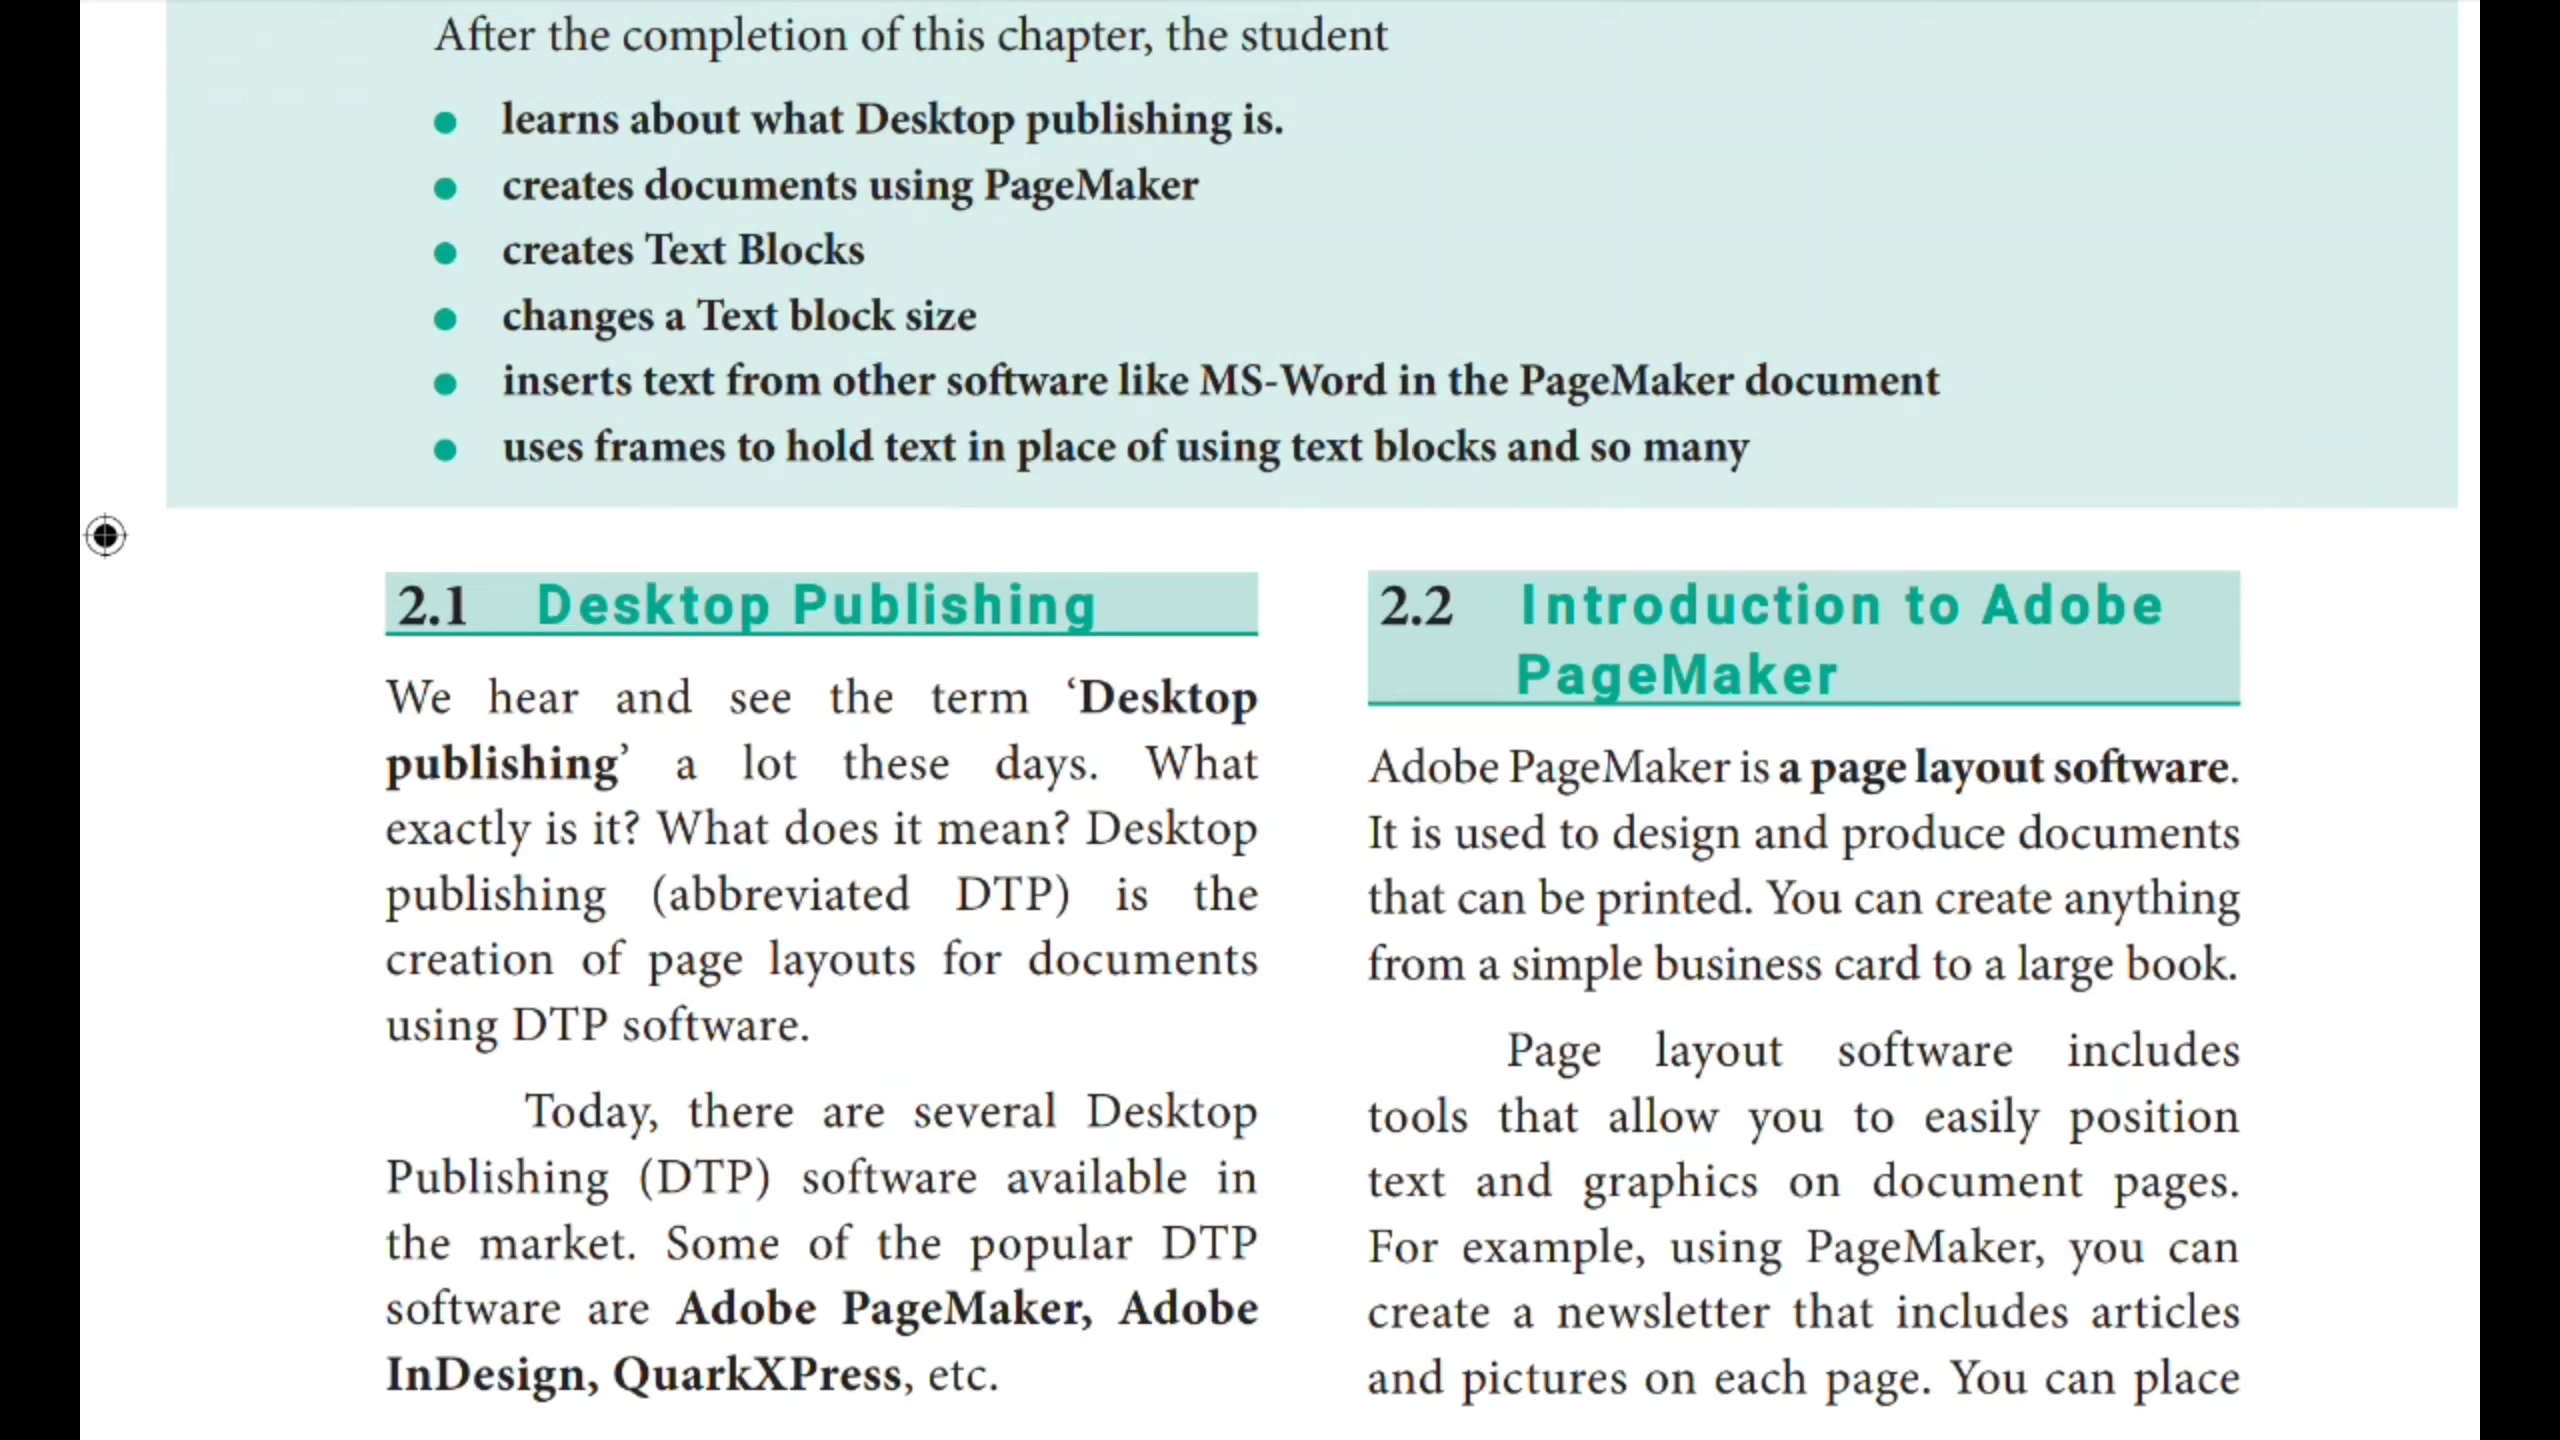 After the completion of this chapter, the student
● learns about what Desktop publishing is.
● creates documents using PageMaker
● creates Text Blocks
● changes a Text block size
● inserts text from other software like MS-Word in the PageMaker document
● uses frames to hold text in place of using text blocks and so many
2.1 Desktop Publishing
We hear and see the term ‘Desktop
publishing’ a lot these days. What
exactly is it? What does it mean? Desktop
publishing (abbreviated DTP) is the
creation of page layouts for documents
using DTP software.
Today, there are several Desktop
Publishing (DTP) software available in
the market. Some of the popular DTP
software are Adobe PageMaker, Adobe
InDesign, QuarkXPress, etc.
2.2 Introduction to Adobe
PageMaker
Adobe PageMaker is a page layout software.
It is used to design and produce documents
that can be printed. You can create anything
from a simple business card to a large book.
Page layout software includes
tools that allow you to easily position
text and graphics on document pages.
For example, using PageMaker, you can
create a newsletter that includes articles
and pictures on each page. You can place